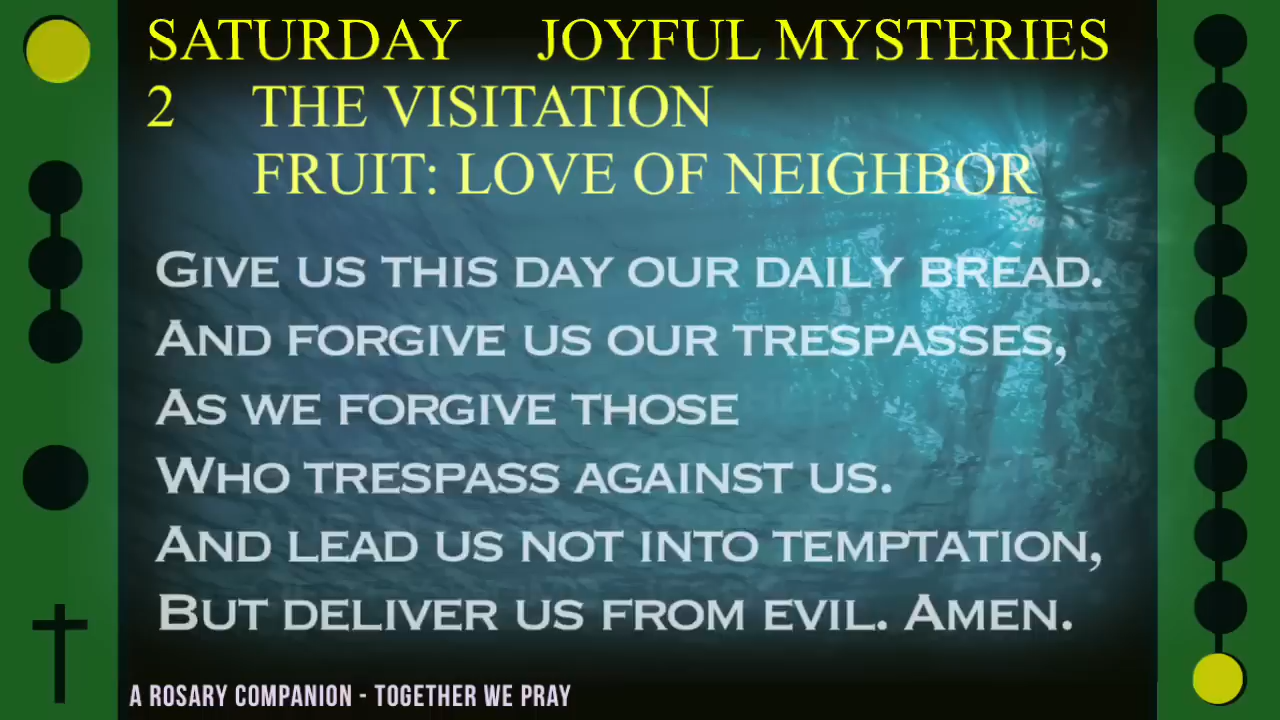 SATURDAY JOYFUL MYSTERIES
2 THE VISITATION
FRUIT: LOVE OF NEIGHBOR
GIVE US THIS DAY OUR DAILY BREAD.
AND FORGIVE US OUR TRESPASSES,
AS WE FORGIVE THOSE
WHO TRESPASS AGAINST US.
AND LEAD US NOT INTO TEMPTATION,
BUT DELIVER US FROM EVIL. AMEN.
A ROSARY COMPANION - TOGETHER WE PRAY